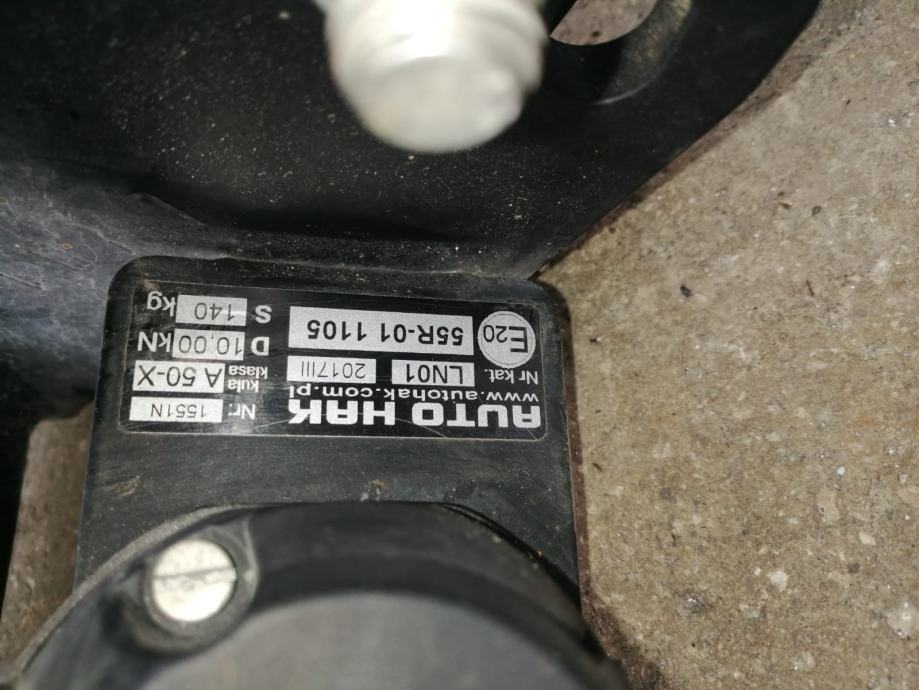 AUTO HAK Nr: 1551N
www.autohak.com.pl kula klasa A 50-X
Nr kat. LN01 2017III
D 10,00 kN
E20 55R-01 1105
S 140 kg